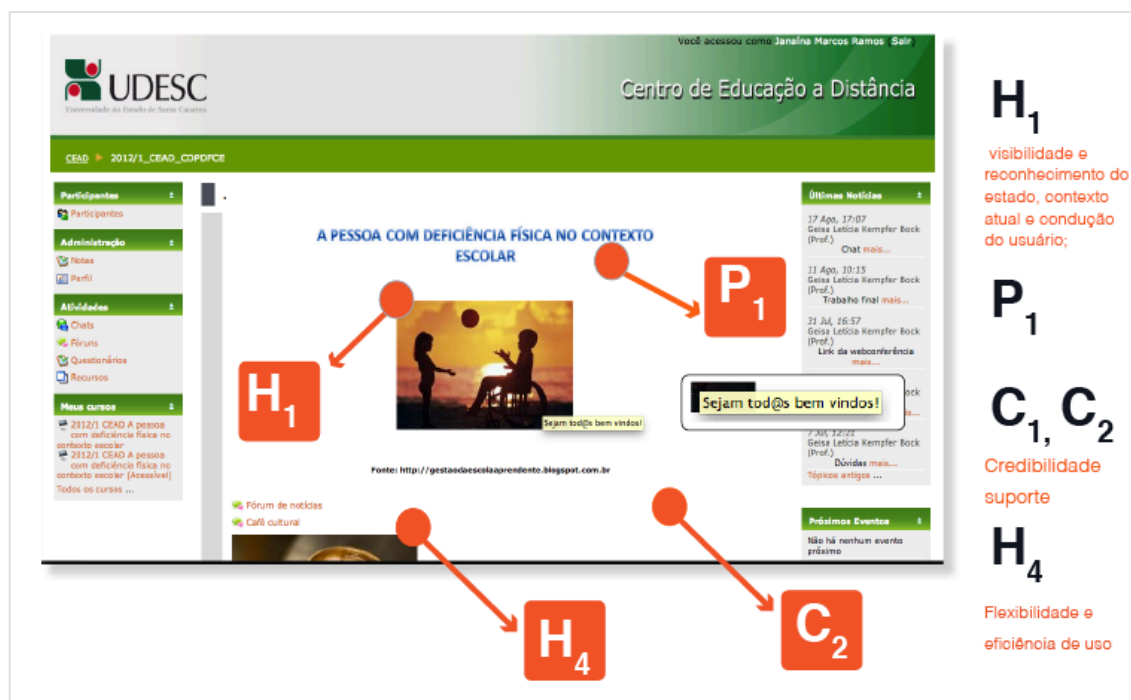 Você acessou como Janaína Marcos Ramos (Sair)
UDESC
Universidade do Estado de Santa Catarina
Centro de Educação a Distância
CEAD ► 2012/1_CEAD_COPDFCE
Participantes
Participantes
Administração
Notas
Perfil
Atividades
Chats
Fóruns
Questionários
Recursos
Meus cursos
2012/1 CEAD A pessoa
com deficiência física no
contexto escolar
2012/1 CEAD A pessoa
com deficiência física no
contexto escolar (Acessível)
Todos os cursos ...
.
A PESSOA COM DEFICIÊNCIA FÍSICA NO CONTEXTO
ESCOLAR
P1
H1
Sejam tod@s bem vindos!
Sejam tod@s bem vindos!
Fonte: http://gestaodaescolaaprendente.blogspot.com.br
Fórum de notícias
Café cultural
H4
C2
Últimas Notícias
17 Ago, 17:07
Geisa Letícia Kempfer Bock
(Prof.)
Chat mais...
11 Ago, 10:15
Geisa Letícia Kempfer Bock
(Prof.)
Trabalho final mais...
31 Jul, 16:57
Geisa Letícia Kempfer Bock
(Prof.)
Link da webconferência
mais...
ock
7 Jul, 12:21
Geisa Letícia Kempfer Bock
(Prof.)
Dúvidas mais...
Tópicos antigos ...
Próximos Eventos
Não há nenhum evento
próximo
H1
visibilidade e
reconhecimento do
estado, contexto
atual e condução
do usuário;
P1
C1, C2
Credibilidade
suporte
H4
Flexibilidade e
eficiência de uso